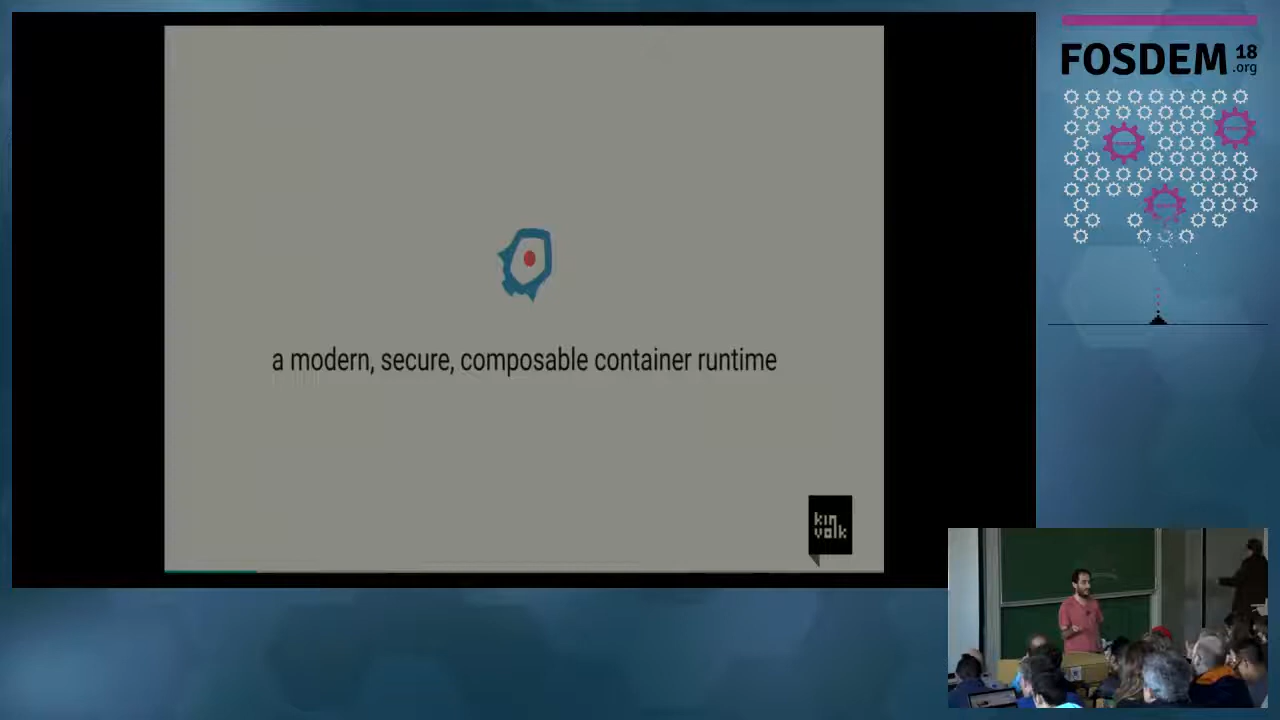 FOSDEM 18
.org
a modern, secure, composable container runtime
kin
volk